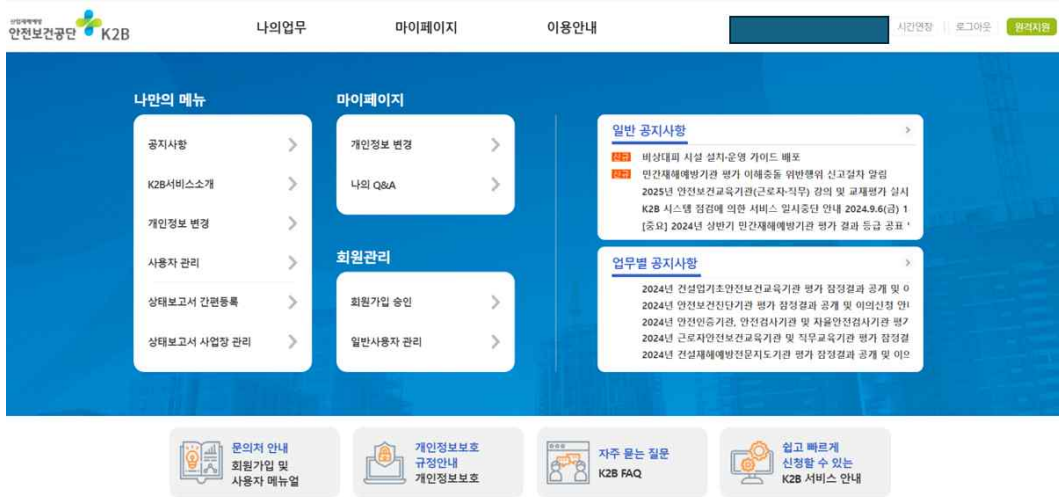 산업재해예방
안전보건공단 K2B
나의업무
마이페이지
이용안내
시간연장
로그아웃
원격지원
나만의 메뉴
공지사항
K2B서비스소개
개인정보 변경
사용자 관리
상태보고서 간편등록
상태보고서 사업장 관리
마이페이지
개인정보 변경
나의 Q&A
회원관리
회원가입 승인
일반사용자 관리
일반 공지사항
신규 비상대피 시설 설치·운영 가이드 배포
신규 민간재해예방기관 평가 이해충돌 위반행위 신고절차 알림
2025년 안전보건교육기관(근로자·직무) 강의 및 교재평가 실시
K2B 시스템 점검에 의한 서비스 일시중단 안내 2024.9.6(금) 1
[중요] 2024년 상반기 민간재해예방기관 평가 결과 등급 공표
업무별 공지사항
2024년 건설업기초안전보건교육기관 평가 잠정결과 공개 및
2024년 안전보건진단기관 평가 잠정결과 공개 및 이의신청
2024년 안전인증기관, 안전검사기관 및 자율안전검사기관 평가
2024년 근로자안전보건교육기관 및 직무교육기관 평가 잠정결
2024년 건설재해예방전문지도기관 평가 잠정결과 공개 및
문의처 안내
회원가입 및
사용자 메뉴얼
개인정보보호
규정안내
개인정보보호
자주 묻는 질문
K2B FAQ
쉽고 빠르게
신청할 수 있는
K2B 서비스 안내